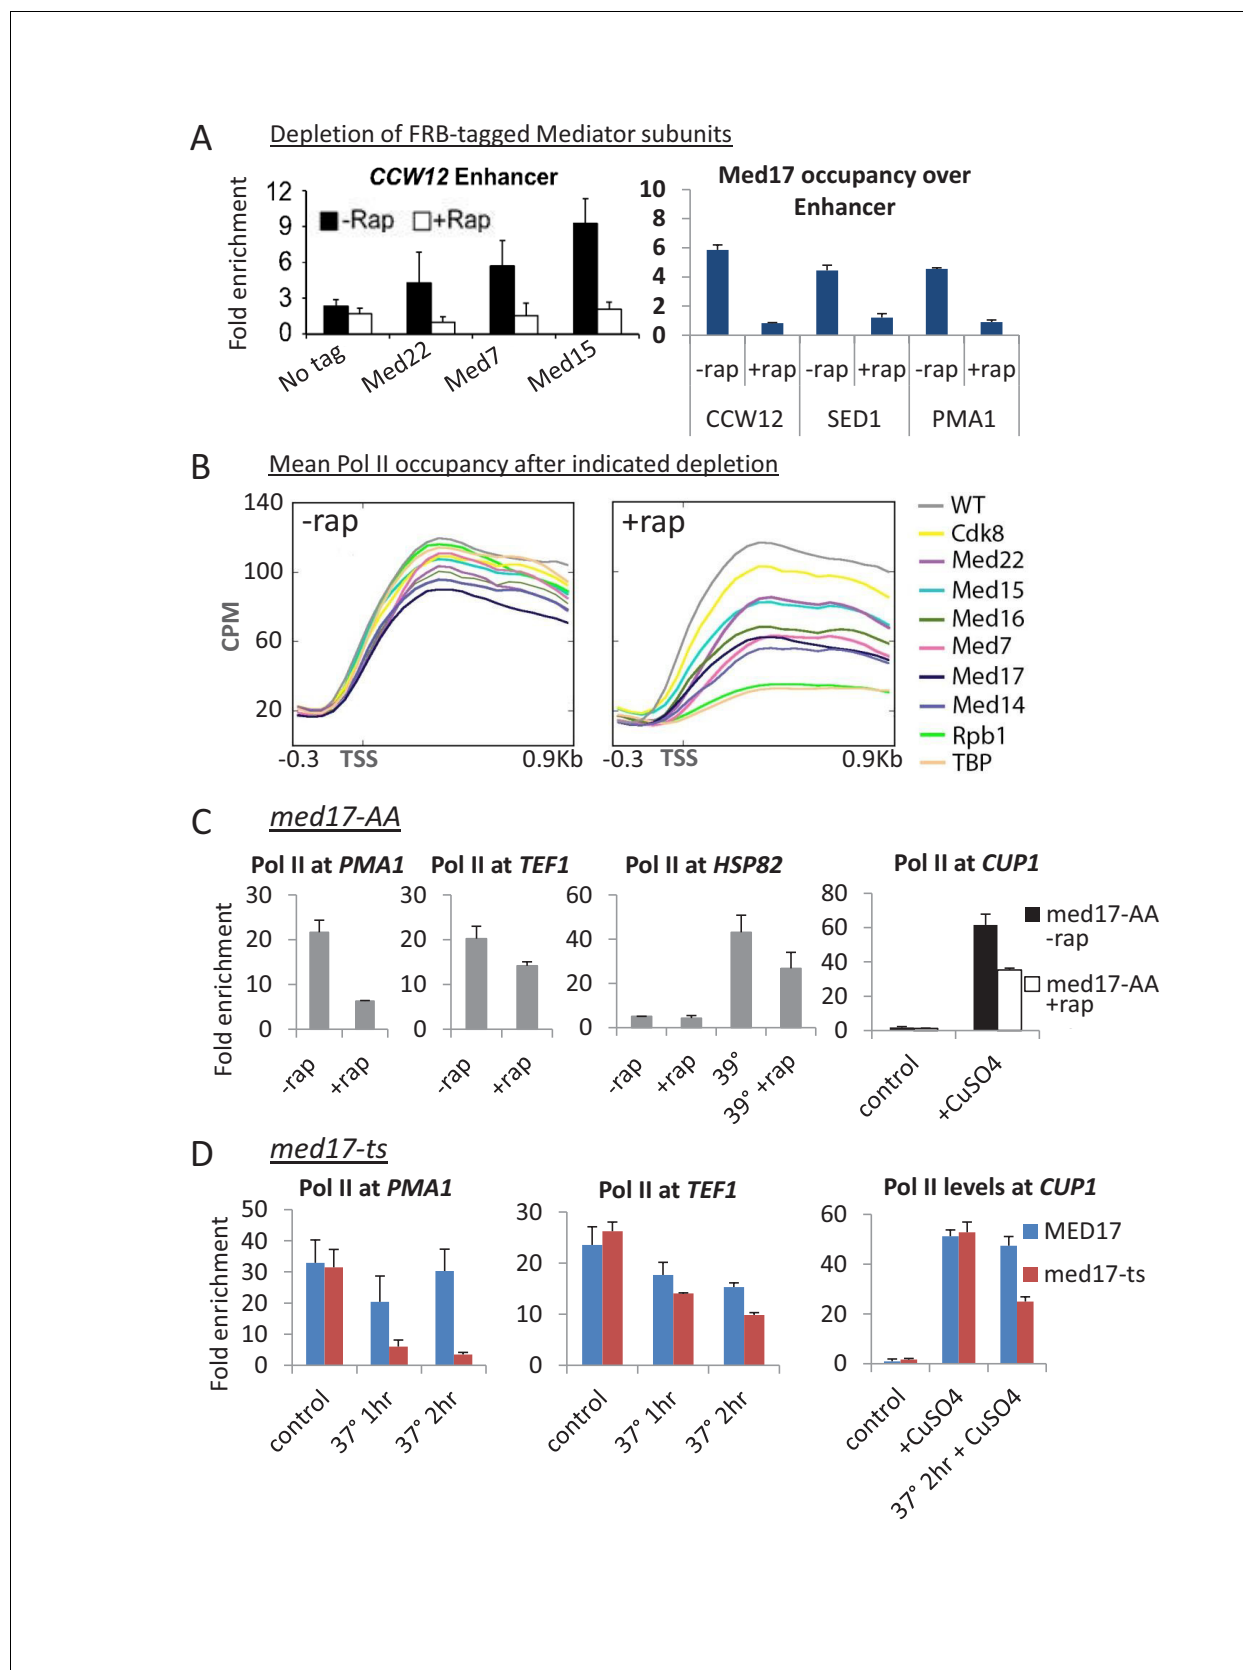 A Depletion of FRB-tagged Mediator subunits
CCW12 Enhancer
Fold enrichment
12
9
6
3
0
-Rap +Rap
No tag Med22 Med7 Med15
Med17 occupancy over
Enhancer
10
8
6
4
2
0
-rap +rap -rap +rap -rap +rap
CCW12 SED1 PMA1
B Mean Pol II occupancy after indicated depletion
CPM
140
100
60
20
-rap
-0.3 TSS 0.9Kb
+rap
-0.3 TSS 0.9Kb
WT
Cdk8
Med22
Med15
Med16
Med7
Med17
Med14
Rpb1
TBP
C med17-AA
Fold enrichment
Pol II at PMA1
30
20
10
0
-rap +rap
Pol II at TEF1
30
20
10
0
-rap +rap
Pol II at HSP82
60
40
20
0
-rap +rap 39° 39° +rap
Pol II at CUP1
80
60
40
20
0
control +CuSO4
med17-AA
-rap
med17-AA
+rap
D med17-ts
Fold enrichment
Pol II at PMA1
50
40
30
20
10
0
control 37° 1hr 37° 2hr
Pol II at TEF1
30
20
10
0
control 37° 1hr 37° 2hr
Pol II levels at CUP1
60
40
20
0
control +CuSO4 37° 2hr + CuSO4
MED17
med17-ts